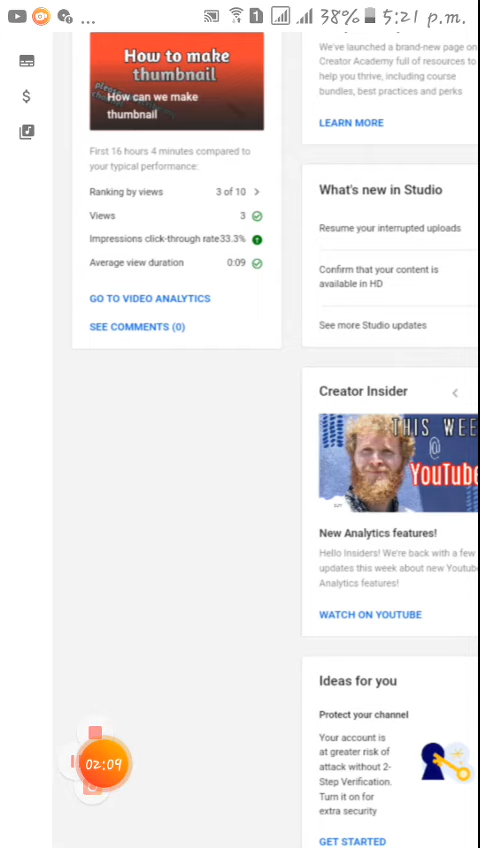 ... 1 38% 5:21 p.m.
How to make
thumbnail
please
How can we make
thumbnail
First 16 hours 4 minutes compared to
your typical performance:
Ranking by views 3 of 10
Views 3
Impressions click-through rate 33.3%
Average view duration 0:09
GO TO VIDEO ANALYTICS
SEE COMMENTS (0)
We've launched a brand-new page on
Creator Academy full of resources to
help you thrive, including course
bundles, best practices and perks
LEARN MORE
What's new in Studio
Resume your interrupted uploads
Confirm that your content is
available in HD
See more Studio updates
Creator Insider
THIS WEE
@
YouTube
New Analytics features!
Hello Insiders! We're back with a few
updates this week about new Youtub
Analytics features!
WATCH ON YOUTUBE
Ideas for you
Protect your channel
Your account is
at greater risk of
attack without 2-
Step Verification.
Turn it on for
extra security
GET STARTED
$
02:09